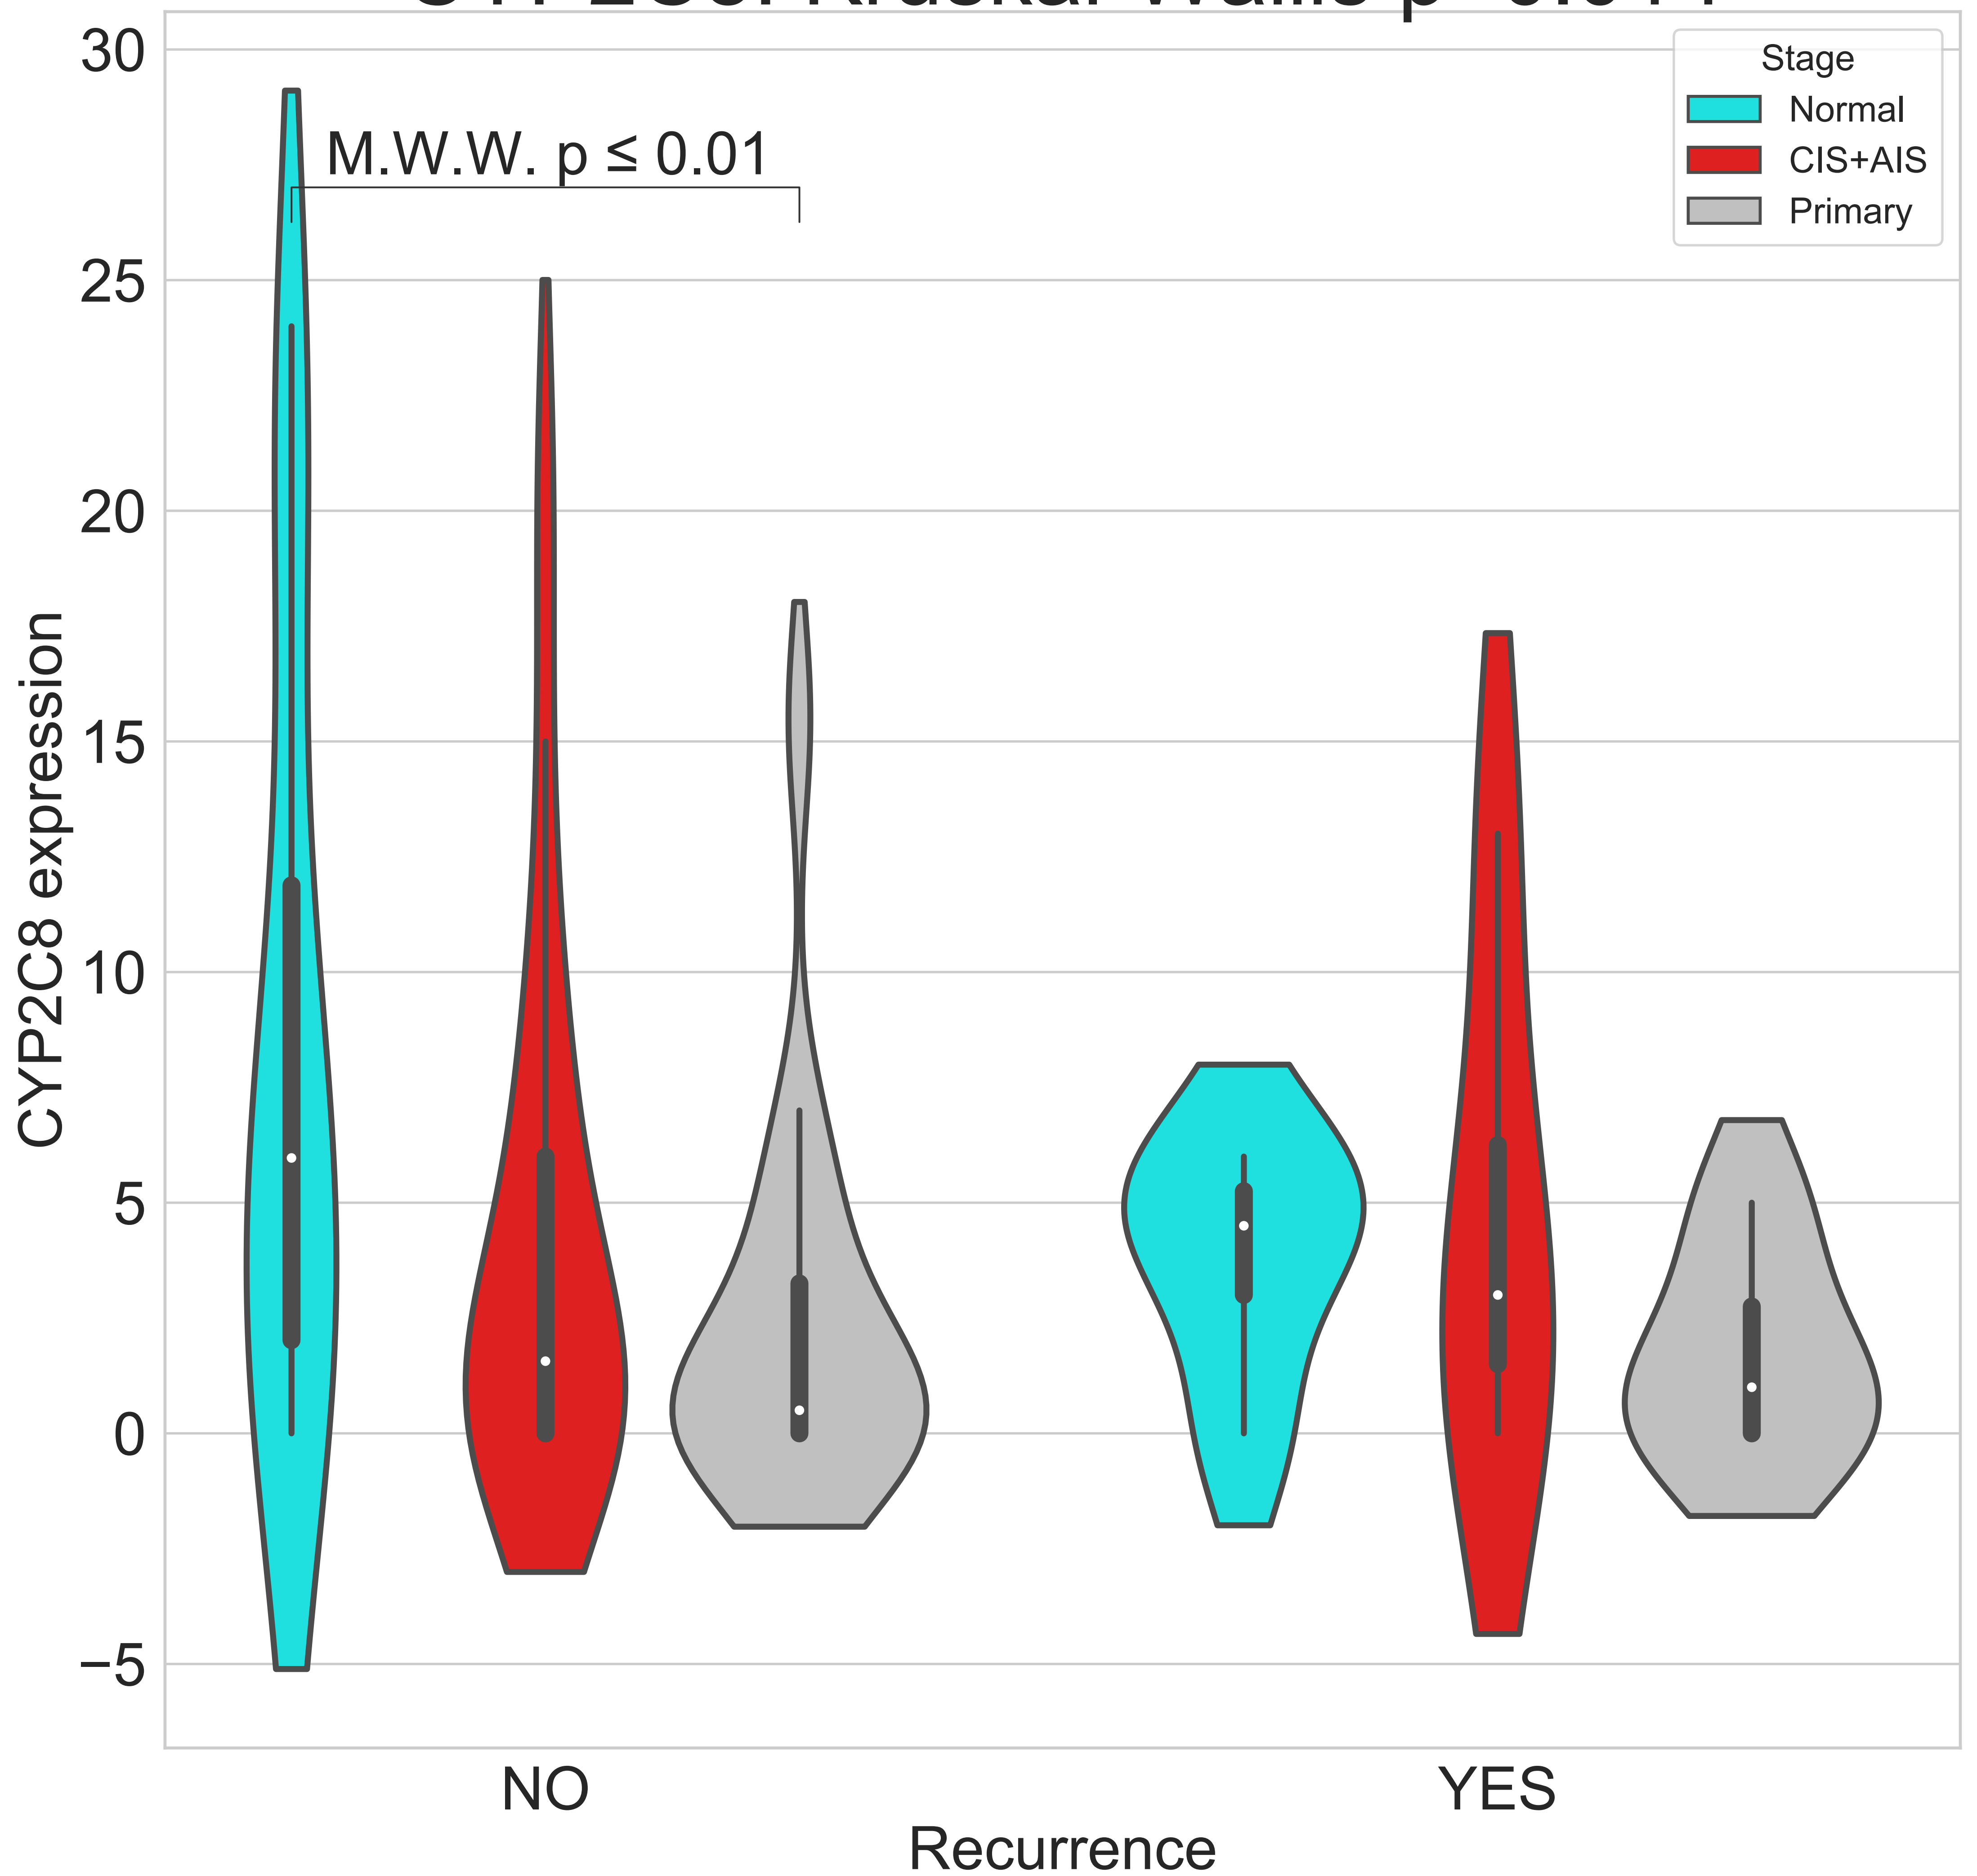 30
M.W.W. p ≤ 0.01
25
20
15
10
5
0
−5
CYP2C8 expression
Stage
Normal
CIS+AIS
Primary
NO
YES
Recurrence